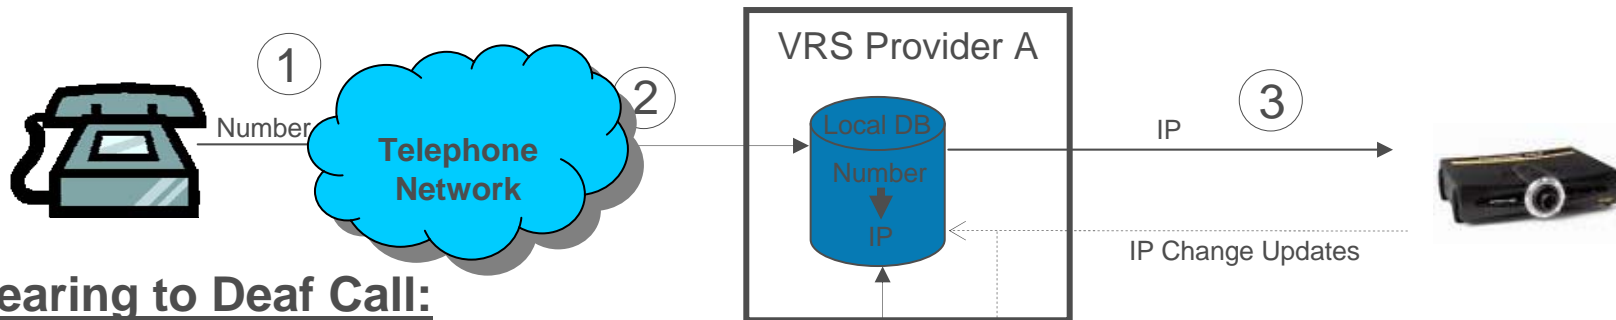 VRS Provider A
1
2
3
Number
Telephone
Network
Local DB
Number
IP
IP
IP Change Updates
earing to Deaf Call: